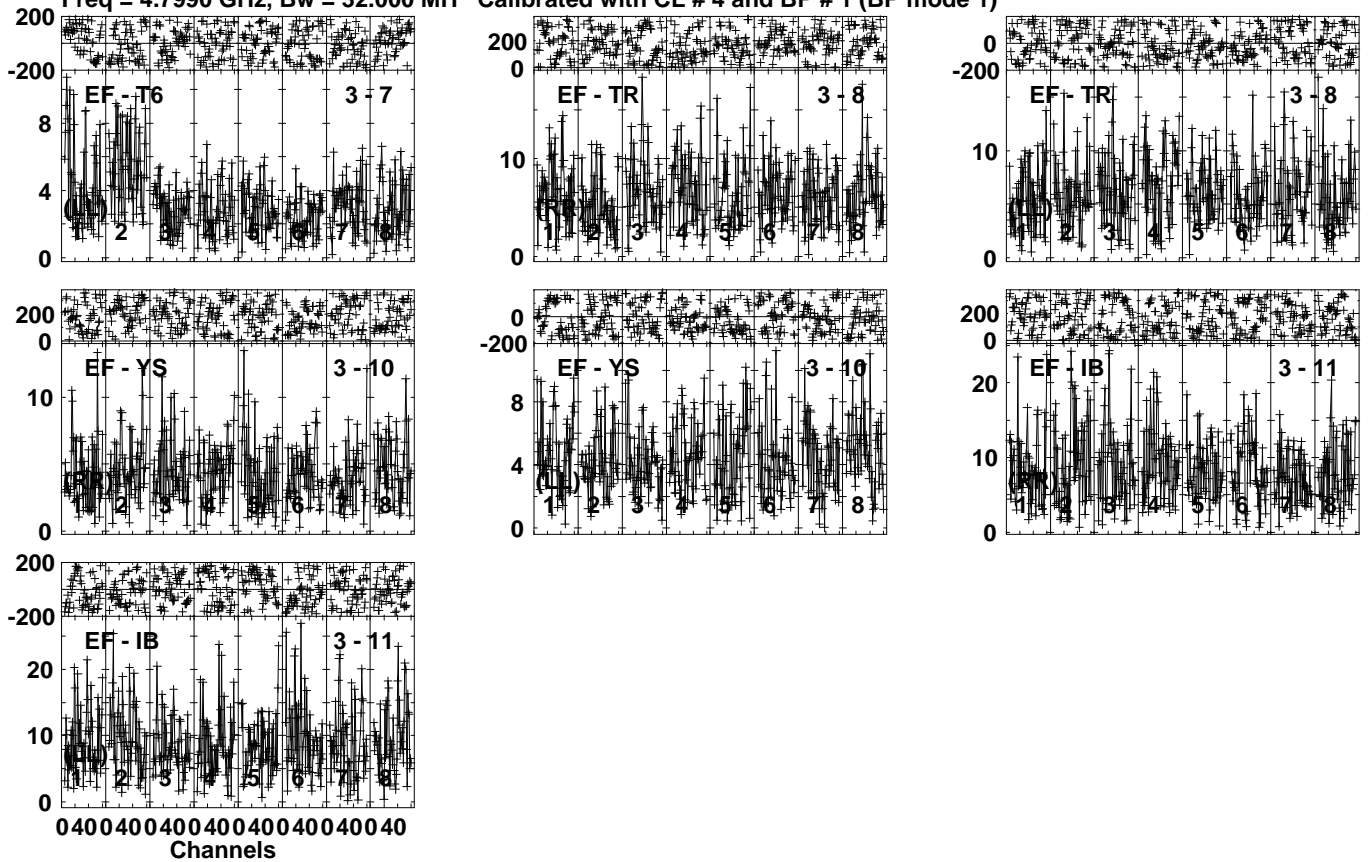 Freq = 4.7990 GHz, Bw = 32.000 MH Calibrated with CL # 4 and BP # 1 (BP mode 1)
200
-200
EF - T6 3 - 7
8
4
0
(LL)
1 2 3 4 5 6 7 8
200
0
EF - TR 3 - 8
10
0
(RR)
1 2 3 4 5 6 7 8
0
-200
EF - TR 3 - 8
10
0
(LL)
1 2 3 4 5 6 7 8
200
0
EF - YS 3 - 10
10
0
(RR)
1 2 3 4 5 6 7 8
0
-200
EF - YS 3 - 10
8
4
0
(LL)
1 2 3 4 5 6 7 8
200
0
EF - IB 3 - 11
20
10
0
(RR)
1 2 3 4 5 6 7 8
200
-200
EF - IB 3 - 11
20
10
0
(LL)
1 2 3 4 5 6 7 8
0 40 0 40 0 40 0 40 0 40 0 40 0 40 0 40
Channels